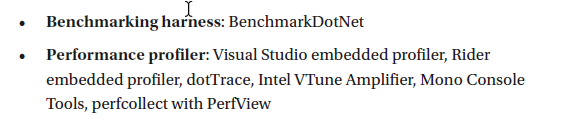 • Benchmarking harness: BenchmarkDotNet
• Performance profiler: Visual Studio embedded profiler, Rider
embedded profiler, dotTrace, Intel VTune Amplifier, Mono Console
Tools, perfcollect with PerfView